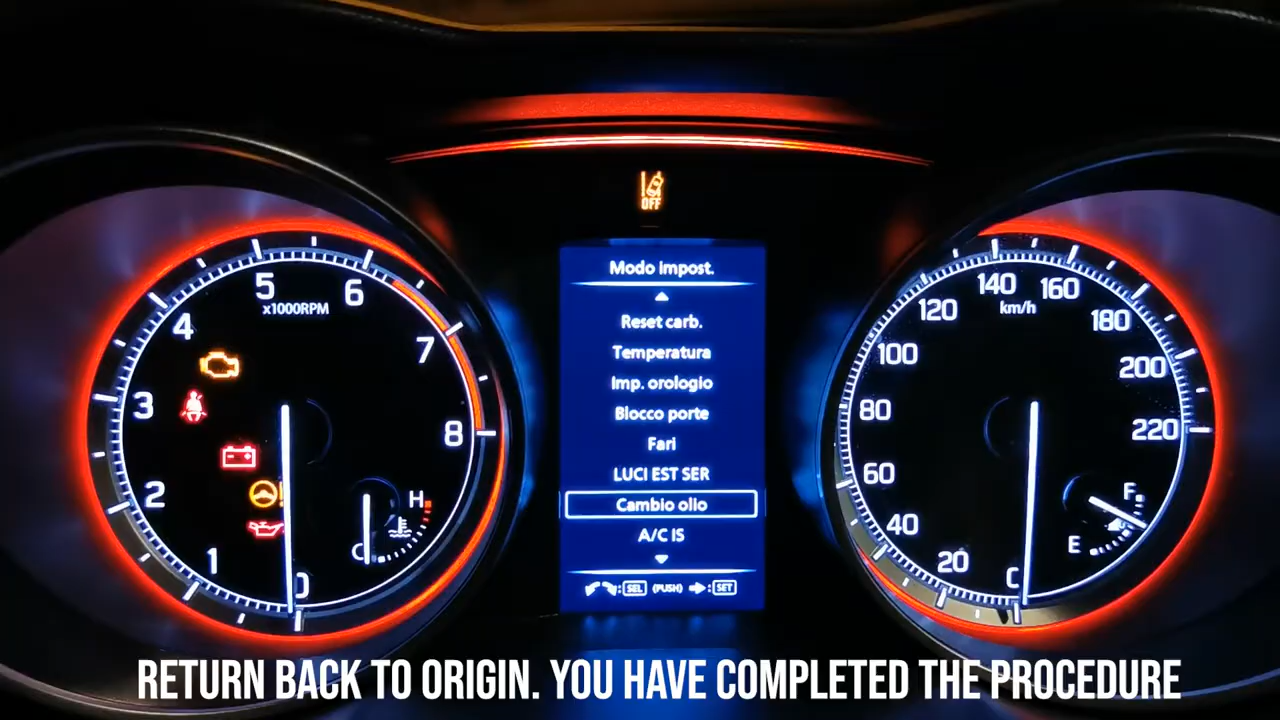 OFF
Modo impost.
Reset carb.
Temperatura
Imp. orologio
Blocco porte
Fari
LUCI EST SER
Cambio olio
A/C IS
:SEL (PUSH) :SET
0
1
2
3
4
5
6
7
8
x1000RPM
H
C
20
40
60
80
100
120
140
160
180
200
220
km/h
F
E
RETURN BACK TO ORIGIN. YOU HAVE COMPLETED THE PROCEDURE